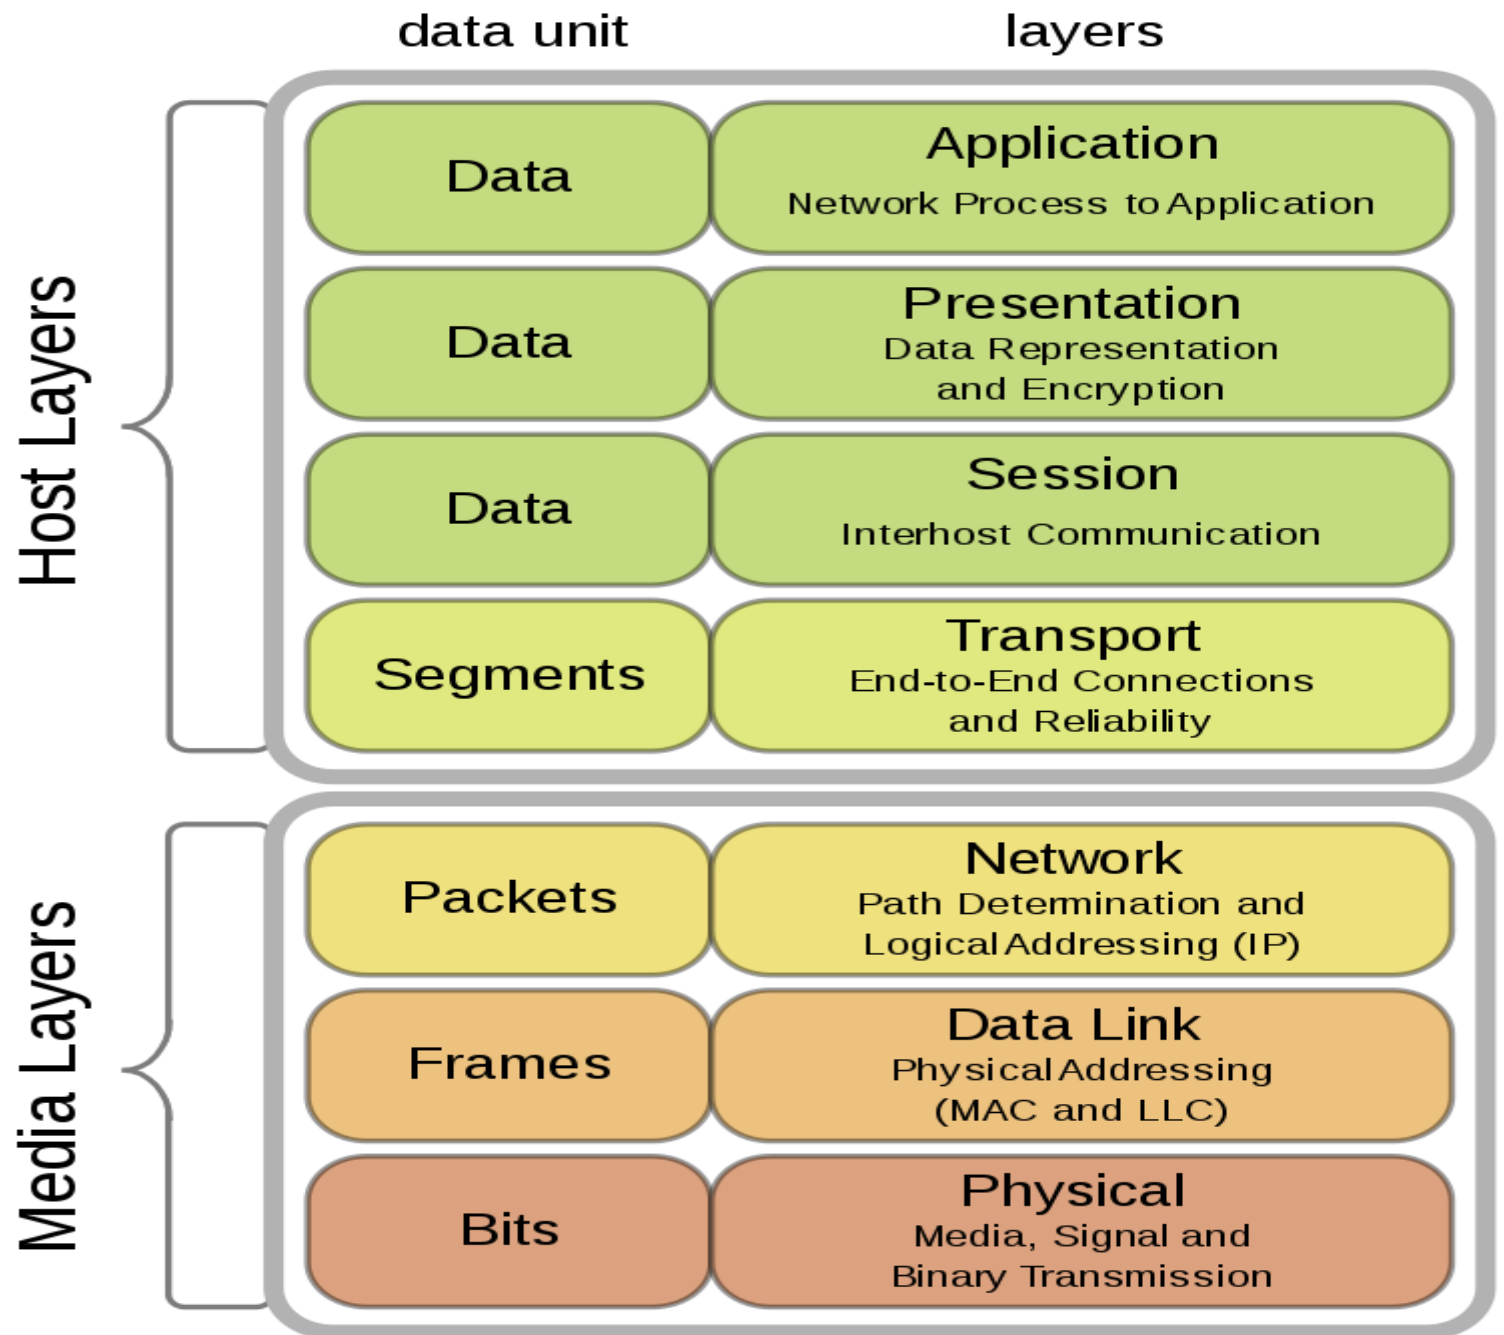 data unit
layers
Host Layers
Data
Application
Network Process to Application
Data
Presentation
Data Representation
and Encryption
Data
Session
Interhost Communication
Segments
Transport
End-to-End Connections
and Reliability
Media Layers
Packets
Network
Path Determination and
Logical Addressing (IP)
Frames
Data Link
Physical Addressing
(MAC and LLC)
Bits
Physical
Media, Signal and
Binary Transmission